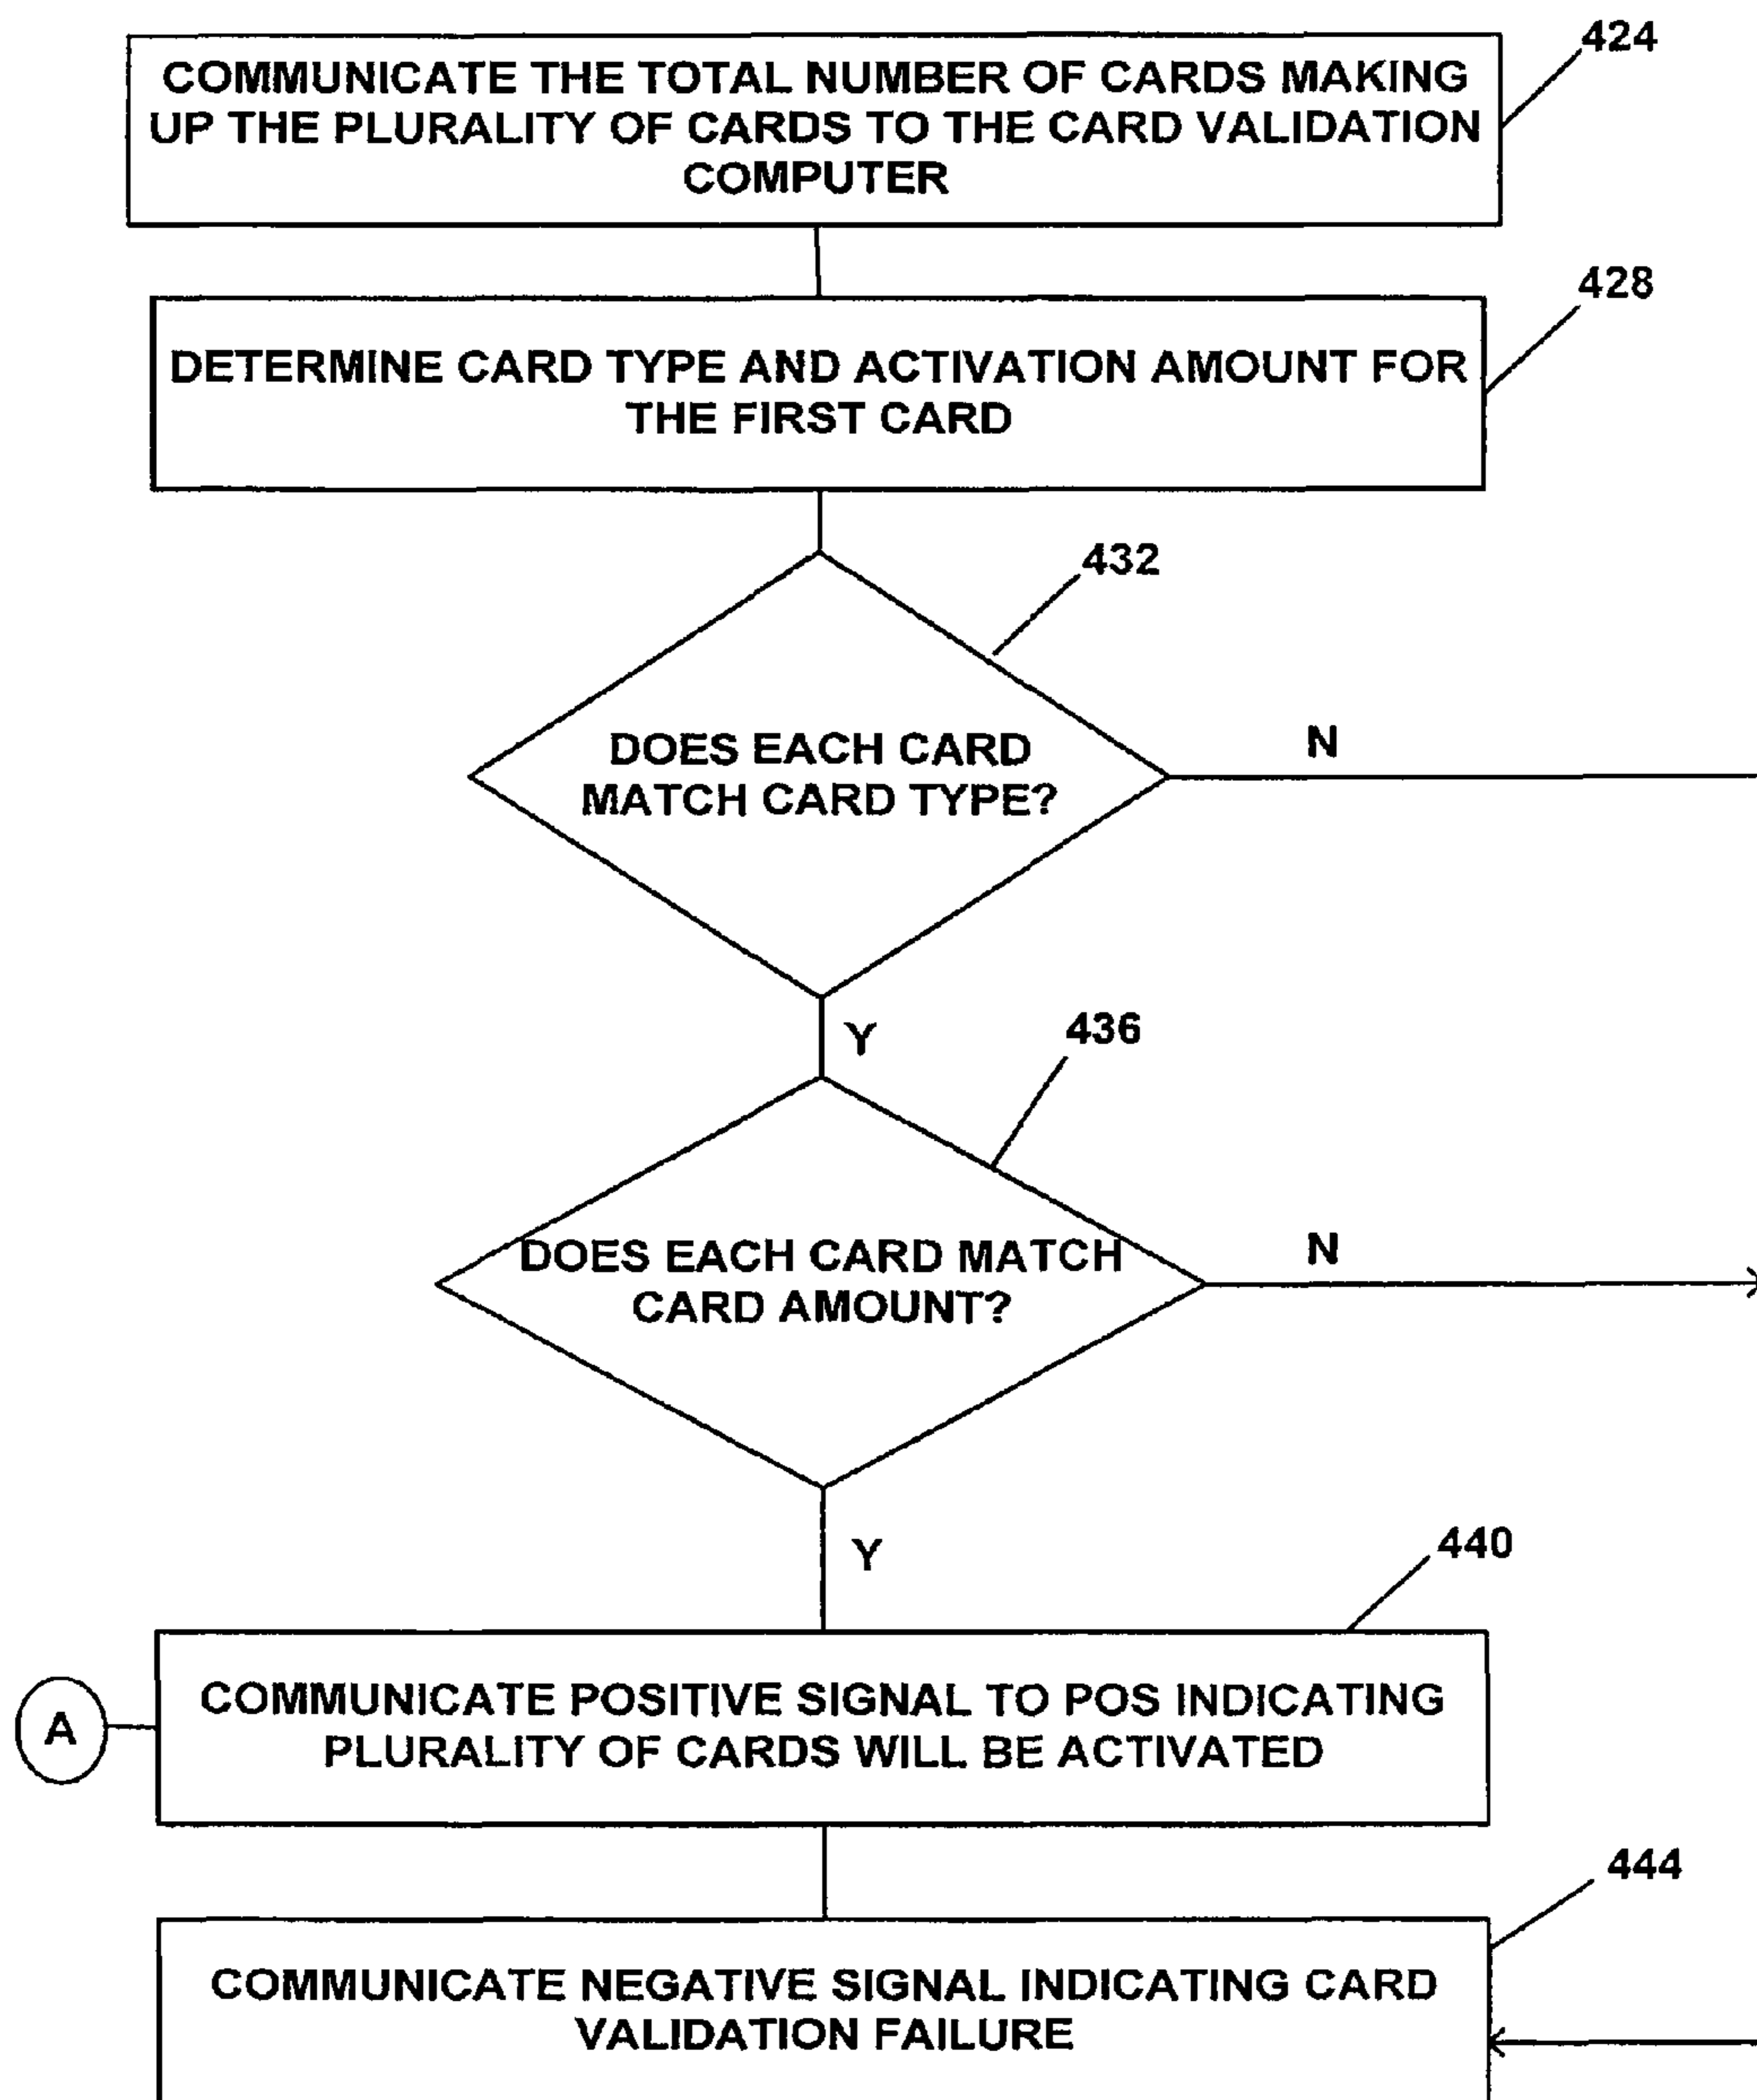 424
COMMUNICATE THE TOTAL NUMBER OF CARDS MAKING
UP THE PLURALITY OF CARDS TO THE CARD VALIDATION
COMPUTER
428
DETERMINE CARD TYPE AND ACTIVATION AMOUNT FOR
THE FIRST CARD
432
DOES EACH CARD
MATCH CARD TYPE?
N
Y
436
DOES EACH CARD MATCH
CARD AMOUNT?
N
Y
440
A
COMMUNICATE POSITIVE SIGNAL TO POS INDICATING
PLURALITY OF CARDS WILL BE ACTIVATED
444
COMMUNICATE NEGATIVE SIGNAL INDICATING CARD
VALIDATION FAILURE